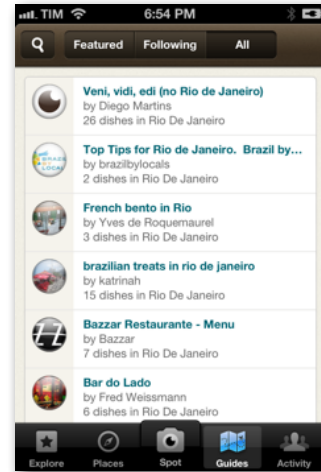 TIM 6:54 PM
Featured Following All
Veni, vidi, edi (no Rio de Janeiro)
by Diego Martins
26 dishes in Rio De Janeiro
Top Tips for Rio de Janeiro. Brazil by...
by brazilbylocals
2 dishes in Rio De Janeiro
French bento in Rio
by Yves de Roquemaurel
3 dishes in Rio De Janeiro
brazilian treats in rio de janeiro
by katrinah
15 dishes in Rio De Janeiro
Bazzar Restaurante - Menu
by Bazzar
7 dishes in Rio De Janeiro
Bar do Lado
by Fred Weissmann
6 dishes in Rio De Janeiro
Explore Places Spot Guides Activity